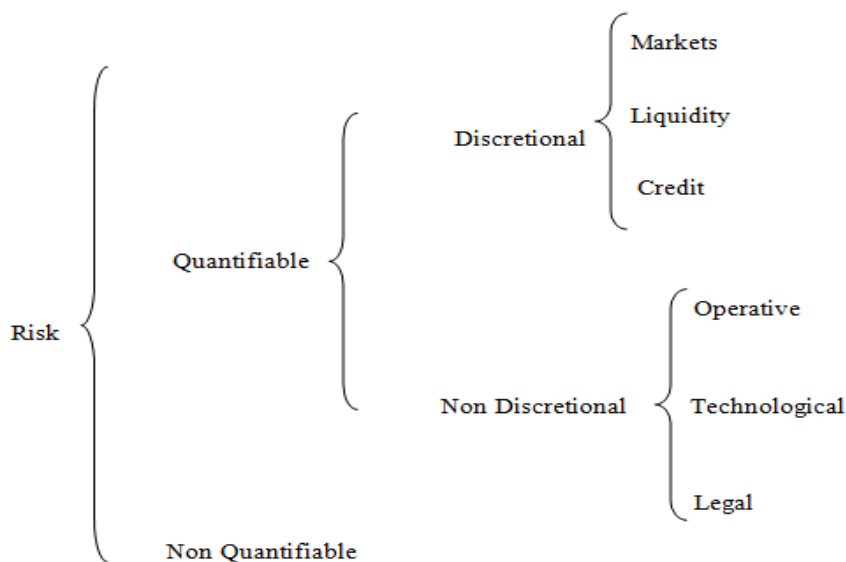 Markets
Liquidity
Discretional
Credit
Quantifiable
Operative
Risk
Non Discretional
Technological
Legal
Non Quantifiable